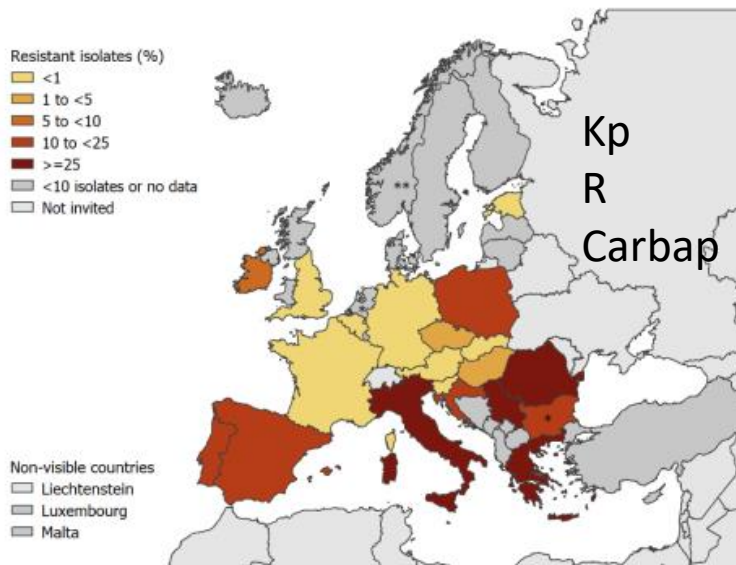 Resistant isolates (%)
<1
1 to <5
5 to <10
10 to <25
>=25
<10 isolates or no data
Not invited
Kp
R
Carbap
**
*
*
*
Non-visible countries
Liechtenstein
Luxembourg
Malta